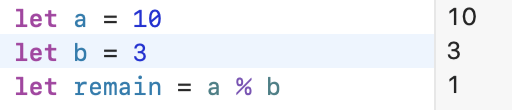 let a = 10 10
let b = 3 3
let remain = a % b 1